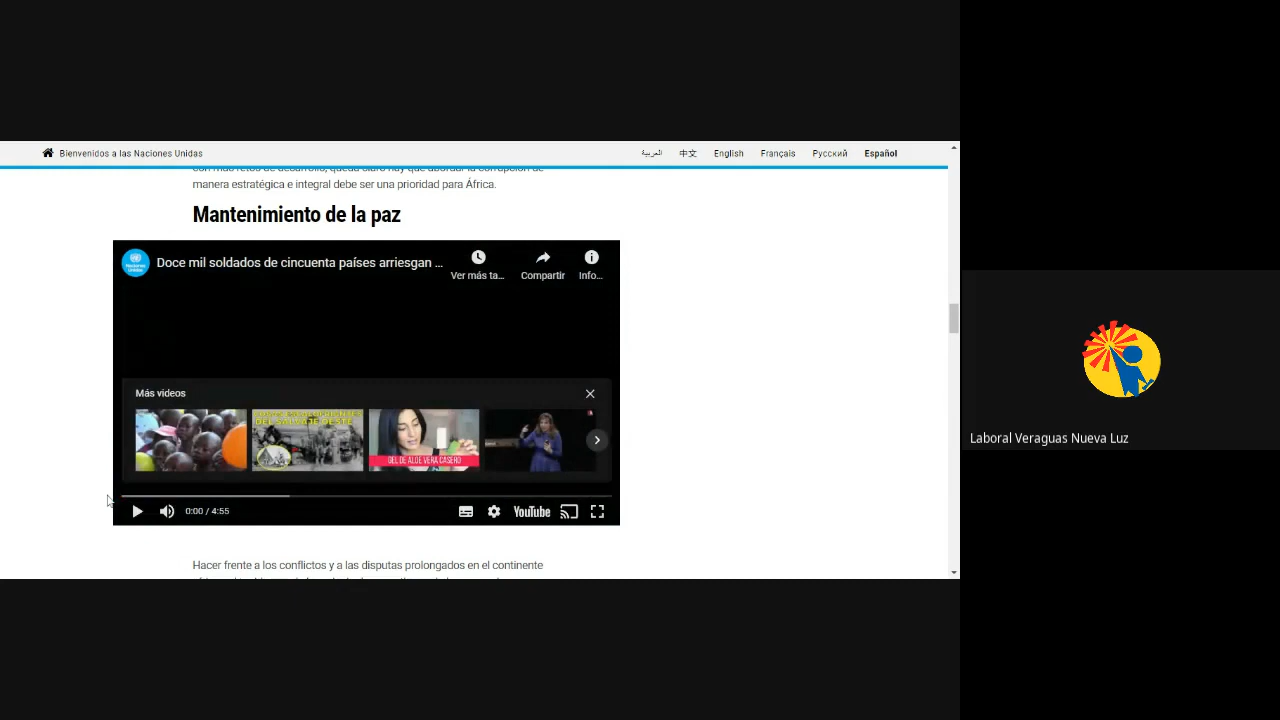 Bienvenidos a las Naciones Unidas
العربية
中文
English
Français
Русский
Español
manera estratégica e integral debe ser una prioridad para África.
Mantenimiento de la paz
Doce mil soldados de cincuenta países arriesgan ...
Ver más ta...
Compartir
Info...
Más videos
DEL SALVAJE OESTE
GEL DE ALOE VERA CASERO
0:00 / 4:55
YouTube
Hacer frente a los conflictos y a las disputas prolongados en el continente
Laboral Veraguas Nueva Luz